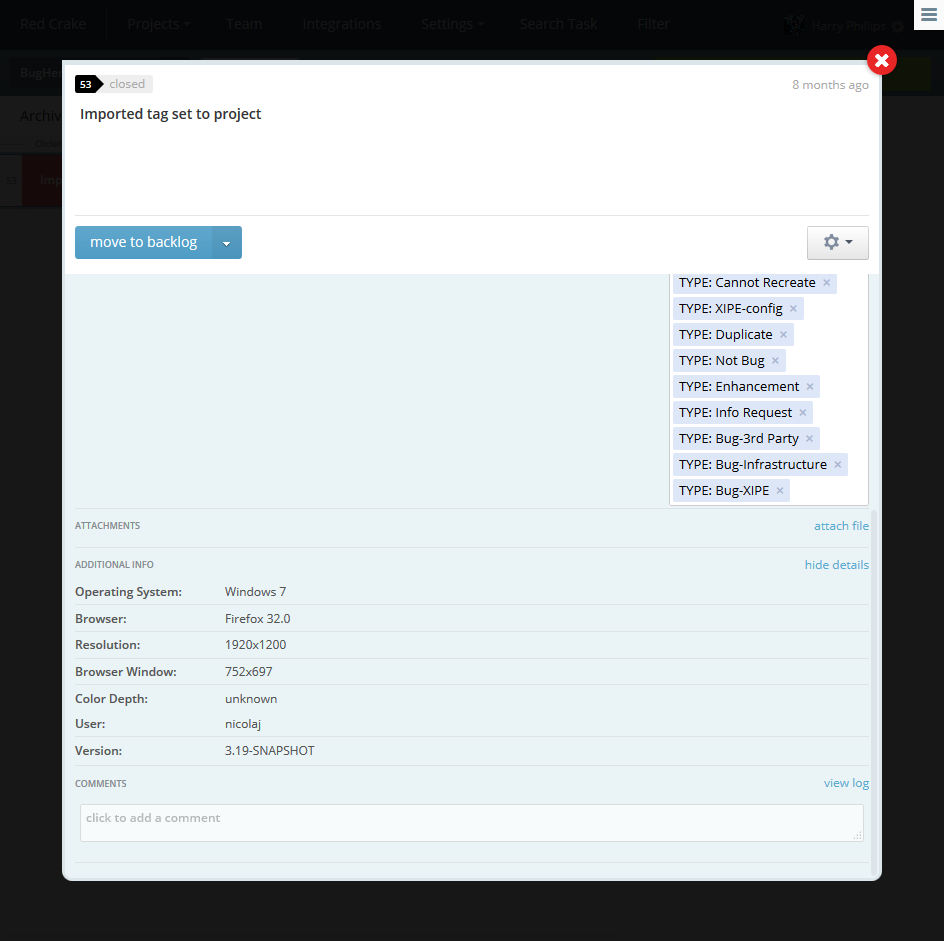 Red Crake Projects Team Integrations Settings Search Task Filter Harry Phillips
BugHe
53 closed 8 months ago
Archiv
Imported tag set to project
53 Imp
move to backlog
TYPE: Cannot Recreate ×
TYPE: XIPE-config ×
TYPE: Duplicate ×
TYPE: Not Bug ×
TYPE: Enhancement ×
TYPE: Info Request ×
TYPE: Bug-3rd Party ×
TYPE: Bug-Infrastructure ×
TYPE: Bug-XIPE ×
ATTACHMENTS attach file
ADDITIONAL INFO hide details
Operating System: Windows 7
Browser: Firefox 32.0
Resolution: 1920x1200
Browser Window: 752x697
Color Depth: unknown
User: nicolaj
Version: 3.19-SNAPSHOT
COMMENTS view log
click to add a comment